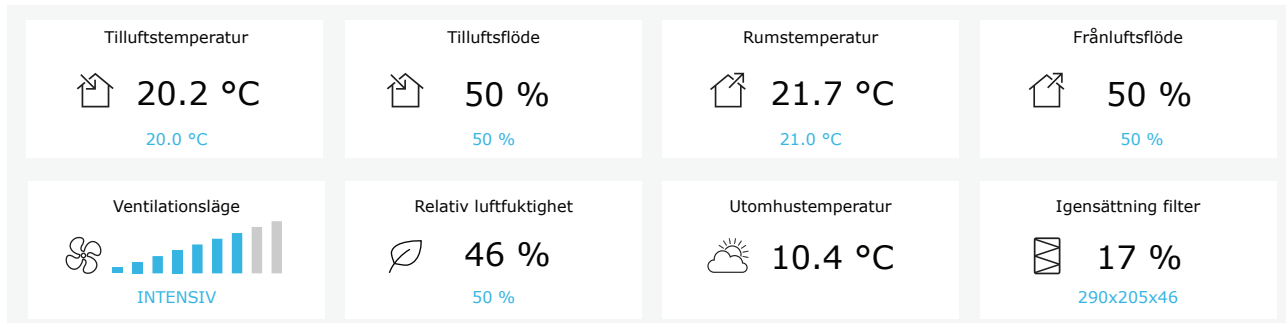 Tilluftstemperatur
20.2 °C
20.0 °C
Tilluftsflöde
50 %
50 %
Rumstemperatur
21.7 °C
21.0 °C
Frånluftsflöde
50 %
50 %
Ventilationsläge
INTENSIV
Relativ luftfuktighet
46 %
50 %
Utomhustemperatur
10.4 °C
Igensättning filter
17 %
290x205x46